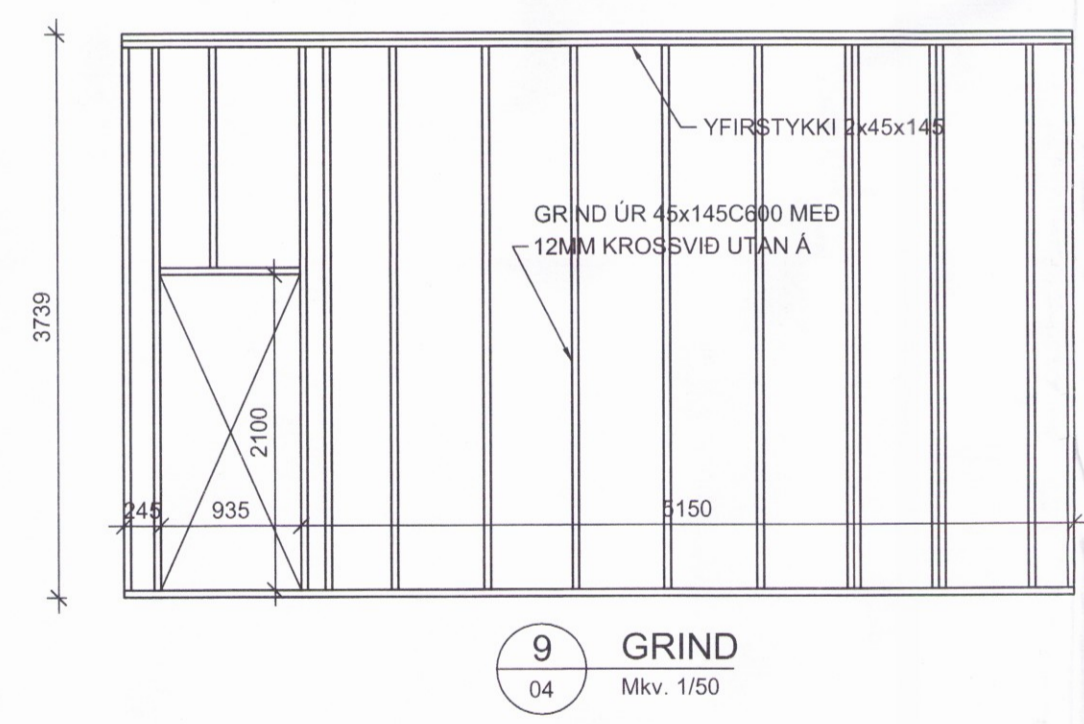 YFIRSTYKKI 2x45x145
GRIND ÚR 45x145C600 MEÐ
12MM KROSSVIÐ UTAN Á
3739
2100
245
935
5150
9
04
GRIND
Mkv. 1/50